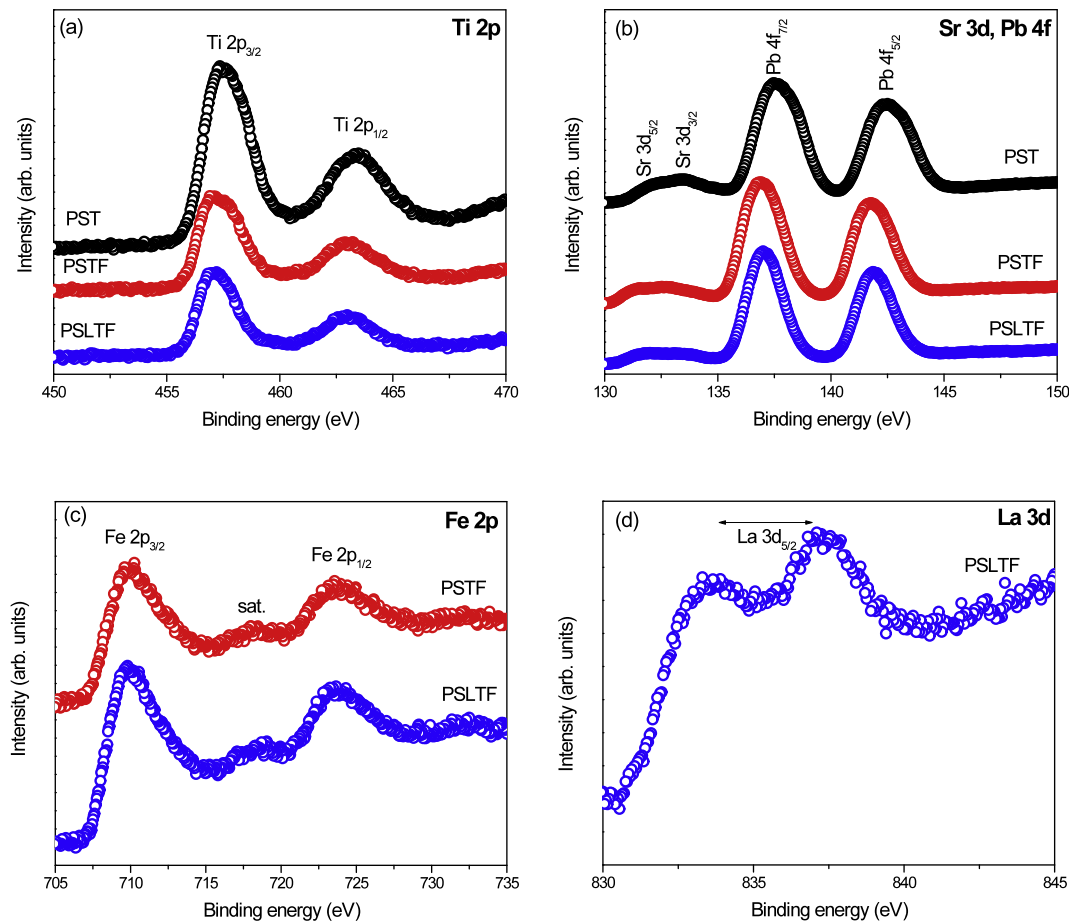 (a)
Ti 2p
Ti 2p3/2
Ti 2p1/2
PST
PSTF
PSLTF
Intensity (arb. units)
450 455 460 465 470
Binding energy (eV)
(b)
Sr 3d, Pb 4f
Sr 3d5/2
Sr 3d3/2
Pb 4f7/2
Pb 4f5/2
PST
PSTF
PSLTF
Intensity (arb. units)
130 135 140 145 150
Binding energy (eV)
(c)
Fe 2p
Fe 2p3/2
Fe 2p1/2
sat.
PSTF
PSLTF
Intensity (arb. units)
705 710 715 720 725 730 735
Binding energy (eV)
(d)
La 3d
La 3d5/2
PSLTF
Intensity (arb. units)
830 835 840 845
Binding energy (eV)